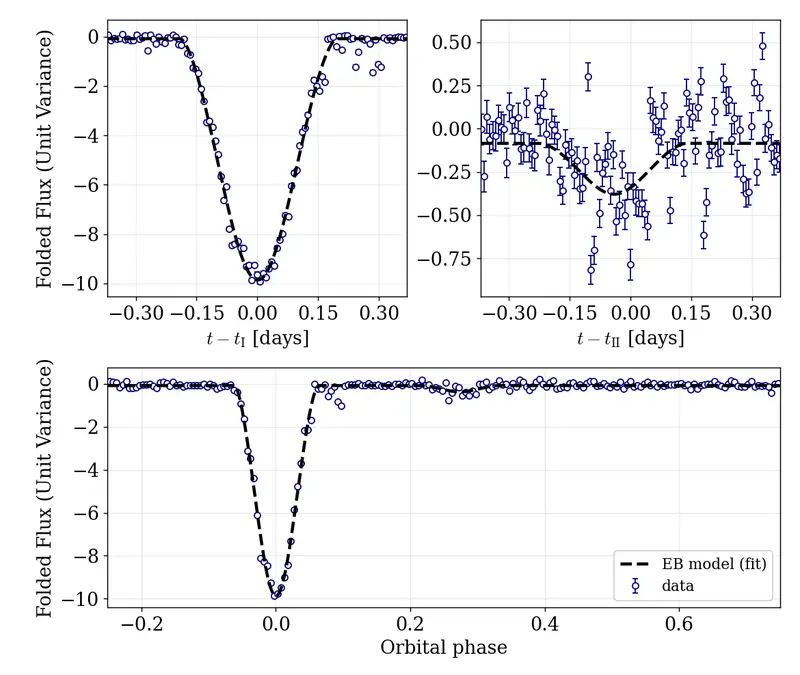 Folded Flux (Unit Variance)
0
−2
−4
−6
−8
−10
−0.30 −0.15 0.00 0.15 0.30
t − tI [days]
0.50
0.25
0.00
−0.25
−0.50
−0.75
−0.30 −0.15 0.00 0.15 0.30
t − tII [days]
Folded Flux (Unit Variance)
0
−2
−4
−6
−8
−10
EB model (fit)
data
−0.2 0.0 0.2 0.4 0.6
Orbital phase